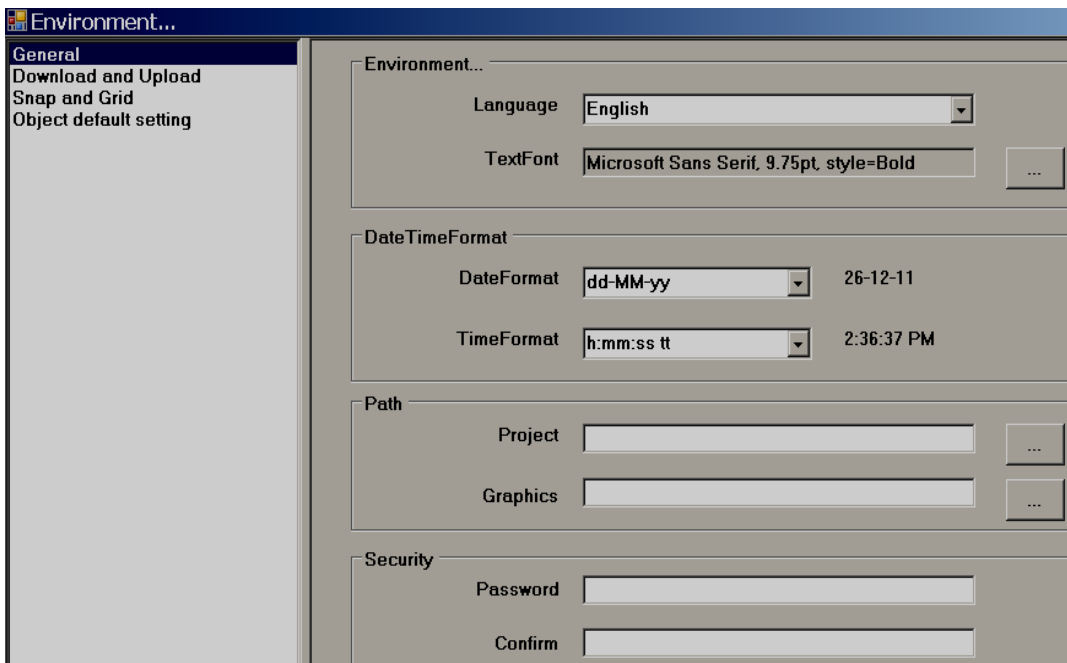 Environment...
General
Download and Upload
Snap and Grid
Object default setting
Environment...
Language English
TextFont Microsoft Sans Serif, 9.75pt, style=Bold ...
DateTimeFormat
DateFormat dd-MM-yy 26-12-11
TimeFormat h:mm:ss tt 2:36:37 PM
Path
Project ...
Graphics ...
Security
Password
Confirm